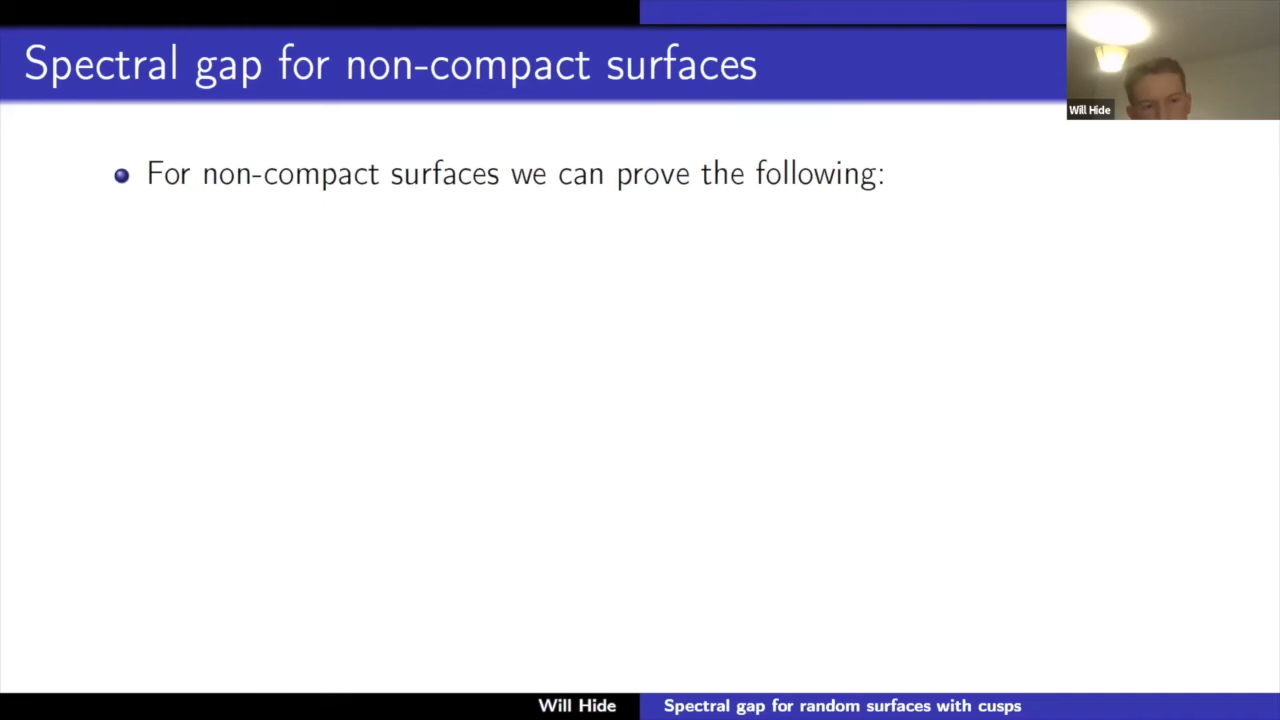 Spectral gap for non-compact surfaces
Will Hide
For non-compact surfaces we can prove the following:
Will Hide
Spectral gap for random surfaces with cusps